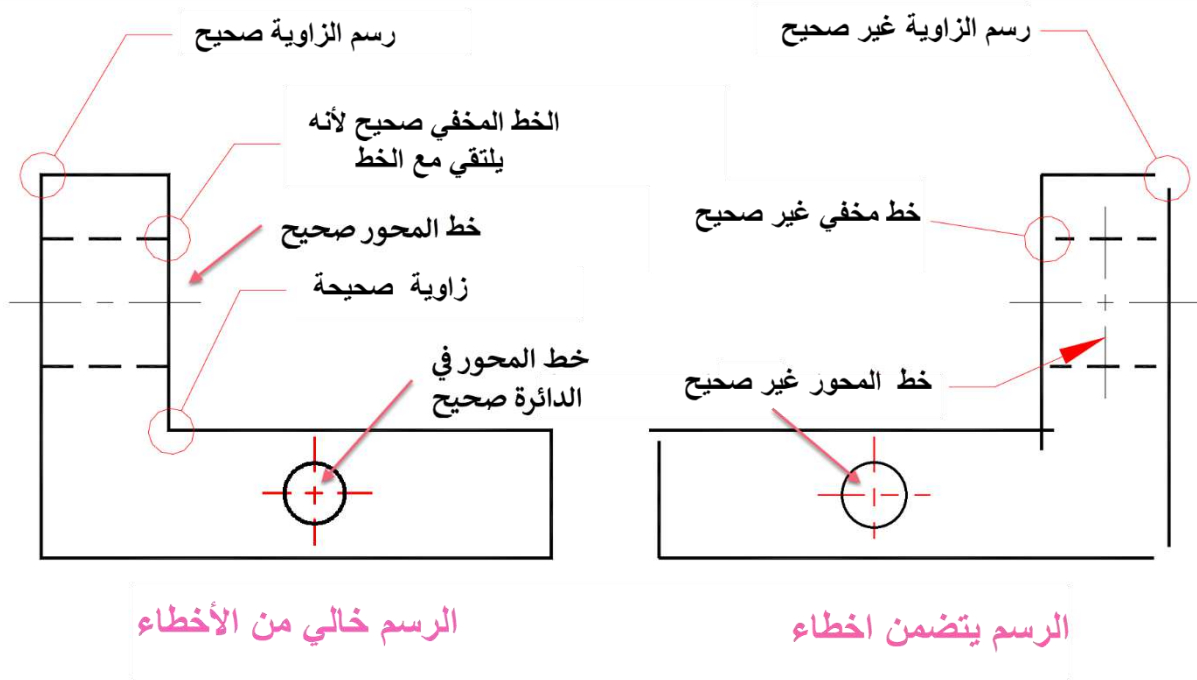 رسم الزاوية غير صحيح
رسم الزاوية صحيح
الخط المخفي صحيح لأنه
يلتقي مع الخط
خط مخفي غير صحيح
خط المحور صحيح
زاوية صحيحة
خط المحور في
الدائرة صحيح
خط المحور غير صحيح
الرسم يتضمن اخطاء
الرسم خالي من الأخطاء